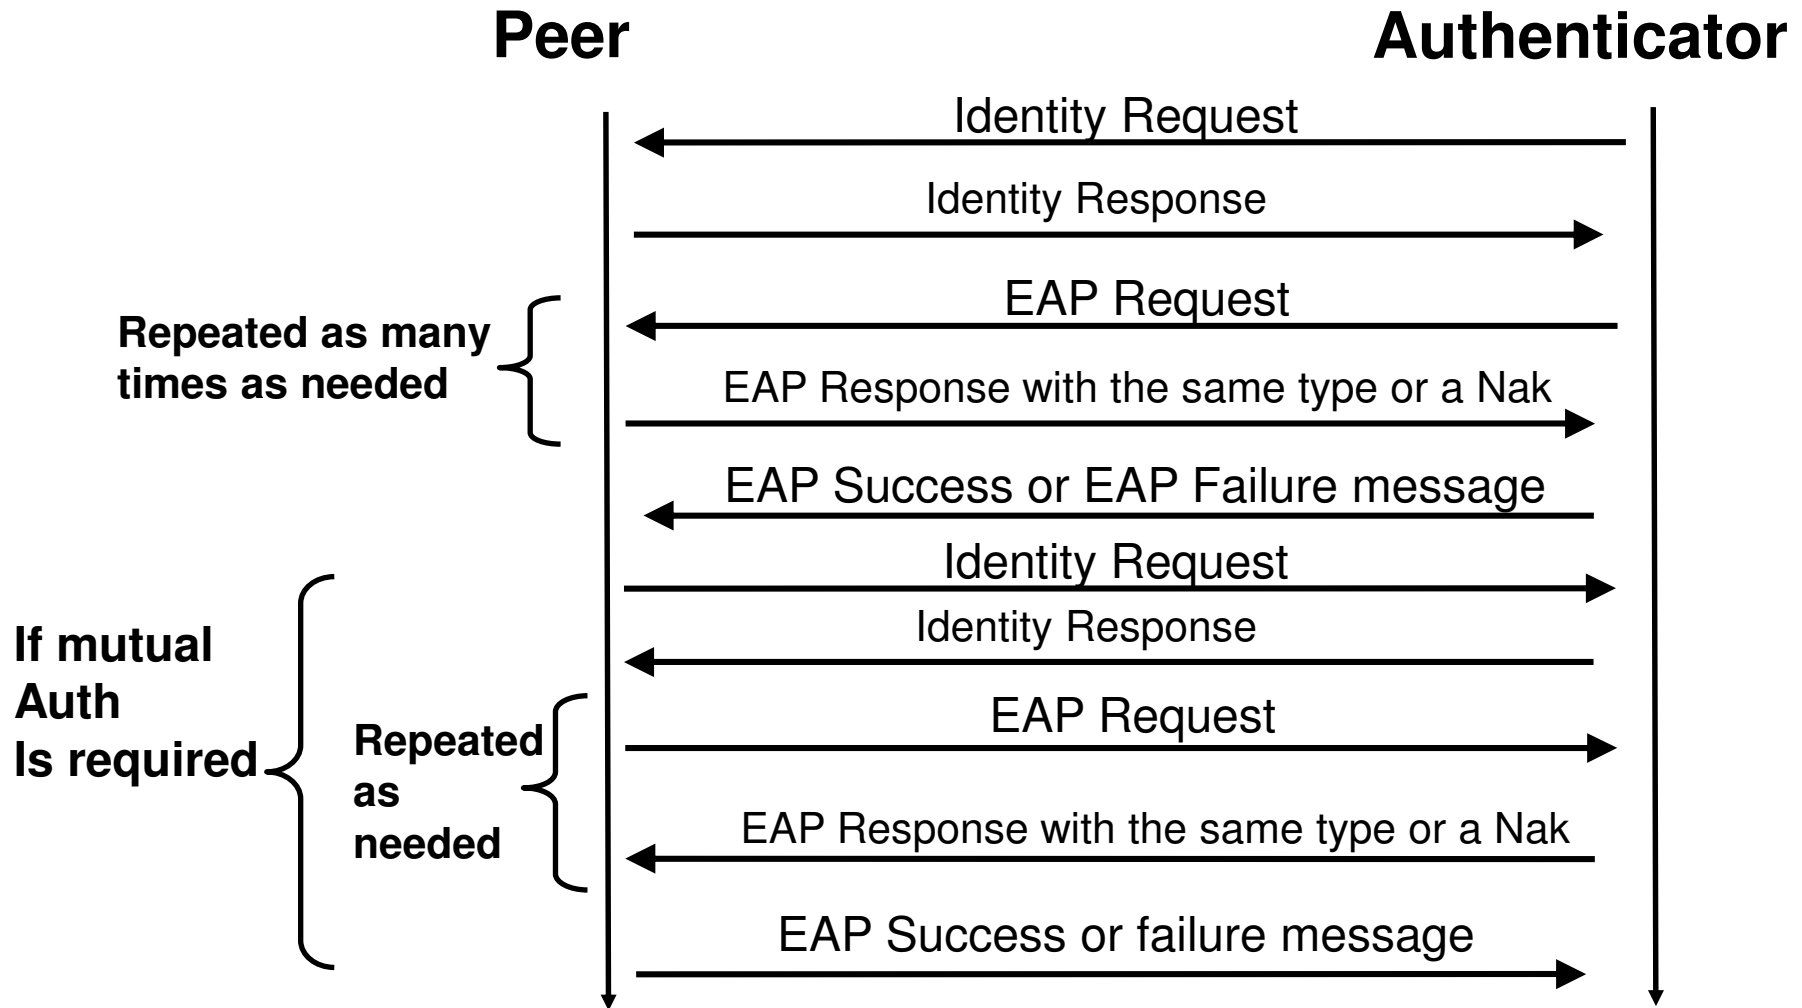 Peer
Authenticator
Identity Request
Identity Response
EAP Request
Repeated as many
times as needed
EAP Response with the same type or a Nak
EAP Success or EAP Failure message
Identity Request
Identity Response
If mutual
Auth
Is required
EAP Request
Repeated
as
needed
EAP Response with the same type or a Nak
EAP Success or failure message